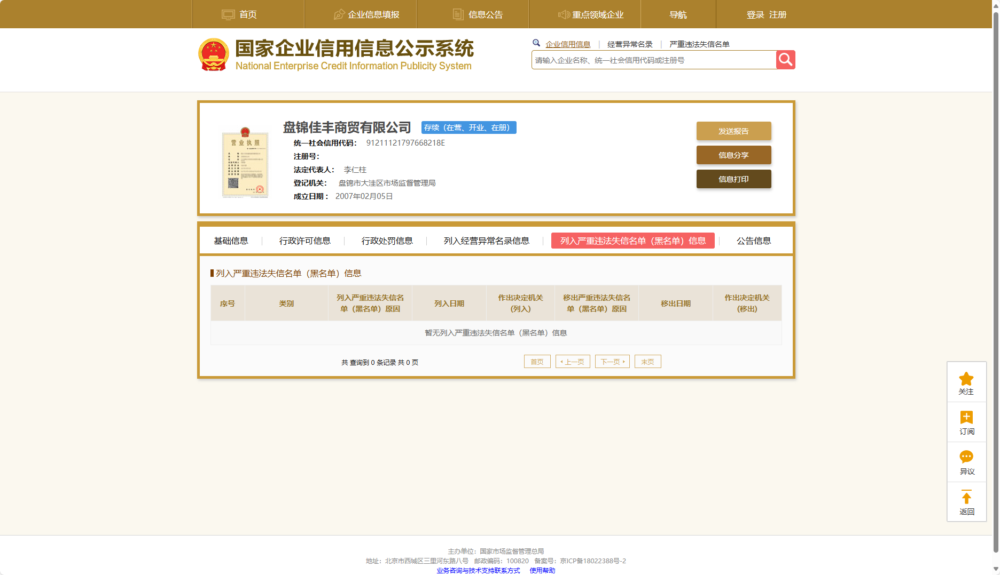 首页 企业信息填报 信息公告 重点领域企业 导航 登录 注册
国家企业信用信息公示系统
National Enterprise Credit Information Publicity System
企业信用信息 | 经营异常名录 | 严重违法失信名单
请输入企业名称、统一社会信用代码或注册号
营业执照
盘锦佳丰商贸有限公司 存续（在营、开业、在册）
统一社会信用代码： 91211121797668218E
注册号：
法定代表人： 李仁柱
登记机关： 盘锦市大洼区市场监督管理局
成立日期： 2007年02月05日
发送报告
信息分享
信息打印
基础信息 行政许可信息 行政处罚信息 列入经营异常名录信息 列入严重违法失信名单（黑名单）信息 公告信息
列入严重违法失信名单（黑名单）信息
序号 类别 列入严重违法失信名单（黑名单）原因 列入日期 作出决定机关(列入) 移出严重违法失信名单（黑名单）原因 移出日期 作出决定机关(移出)
暂无列入严重违法失信名单（黑名单）信息
共 查询到 0 条记录 共 0 页 首页 上一页 下一页 末页
关注
订阅
异议
返回
主办单位：国家市场监督管理总局
地址：北京市西城区三里河东路八号 邮政编码：100820 备案号：京ICP备18022388号-2
业务咨询与技术支持联系方式 使用帮助